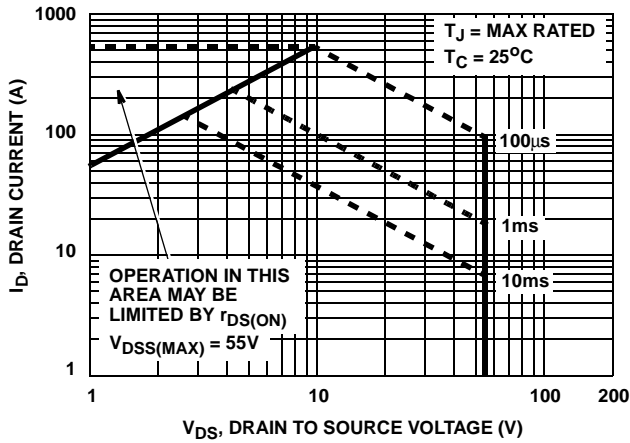 1000
T_J = MAX RATED
T_C = 25°C
I_D, DRAIN CURRENT (A)
100
100μs
1ms
10
10ms
OPERATION IN THIS
AREA MAY BE
LIMITED BY r_DS(ON)
V_DSS(MAX) = 55V
1
1
10
100
200
V_DS, DRAIN TO SOURCE VOLTAGE (V)